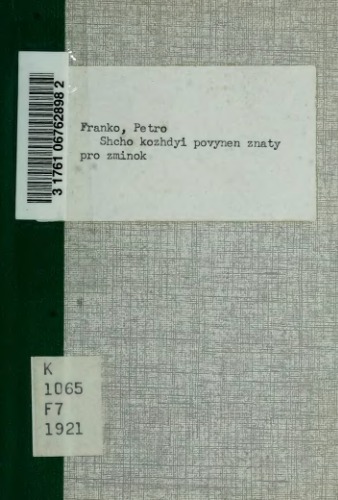 3 1761 06762898 2
Franko, Petro
Shcho kozhdyi povynen znaty
pro zminok
K
1065
F7
1921